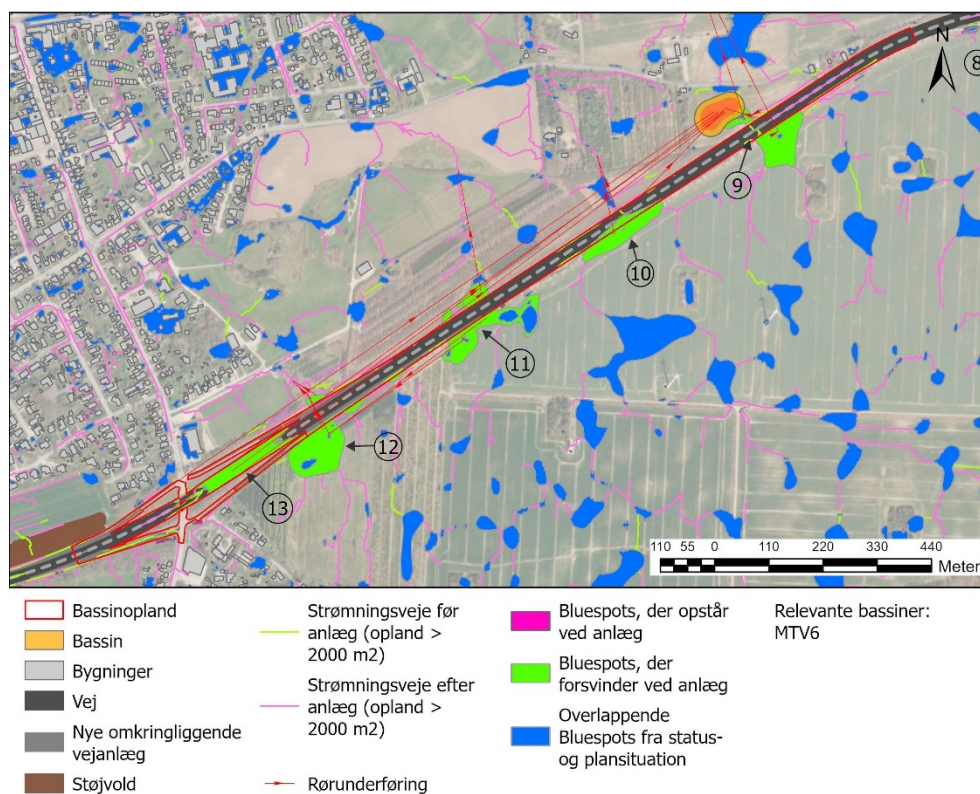 N
8
9
10
11
12
13
110 55 0 110 220 330 440
Meter
Bassinopland
Bassin
Bygninger
Vej
Nye omkringliggende
vejanlæg
Støjvold
Strømningsveje før
anlæg (opland >
2000 m2)
Strømningsveje efter
anlæg (opland >
2000 m2)
Rørunderføring
Bluespots, der opstår
ved anlæg
Bluespots, der
forsvinder ved anlæg
Overlappende
Bluespots fra status-
og plansituation
Relevante bassiner:
MTV6